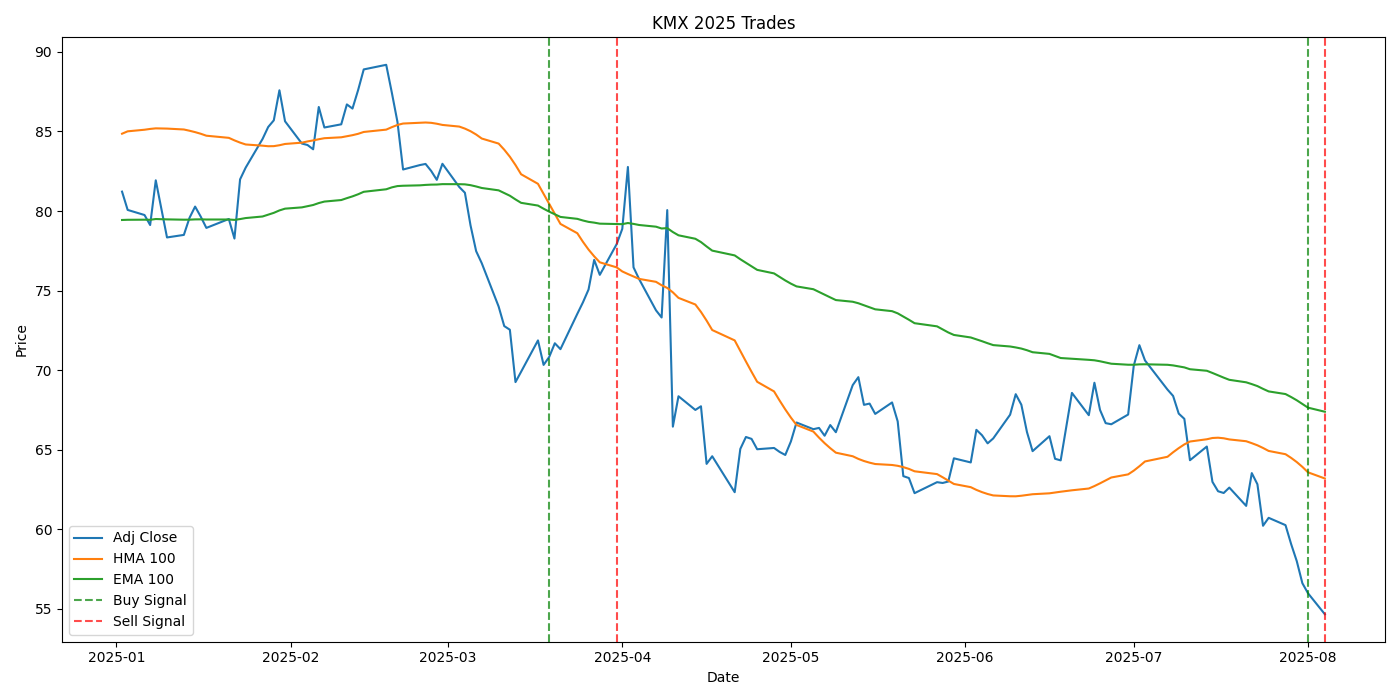 KMX 2025 Trades
Price
90
85
80
75
70
65
60
55
Adj Close
HMA 100
EMA 100
Buy Signal
Sell Signal
2025-01 2025-02 2025-03 2025-04 2025-05 2025-06 2025-07 2025-08
Date